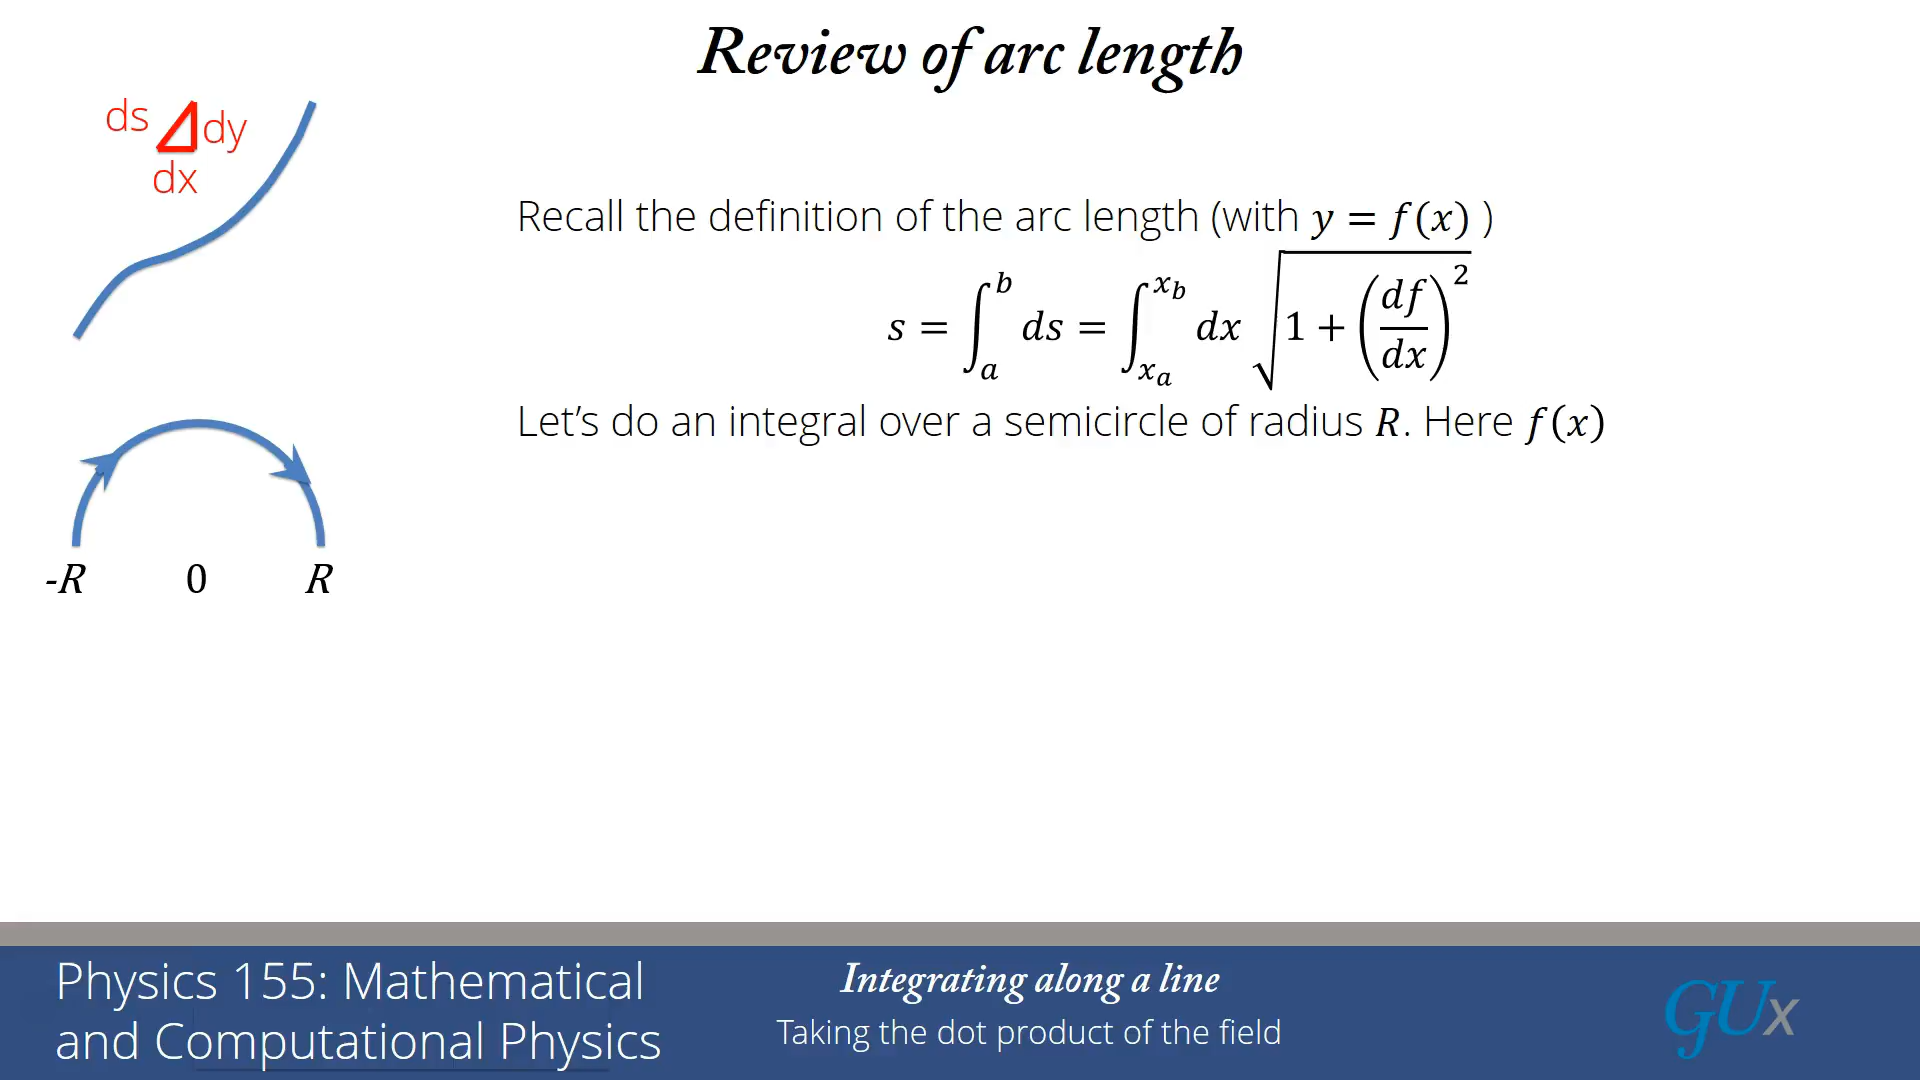 Review of arc length
ds dy
dx
Recall the definition of the arc length (with y = f(x) )
s = ∫_a^b ds = ∫_{x_a}^{x_b} dx √(1 + (df/dx)^2)
Let’s do an integral over a semicircle of radius R. Here f(x)
-R 0 R
Physics 155: Mathematical
and Computational Physics
Integrating along a line
Taking the dot product of the field
GUx